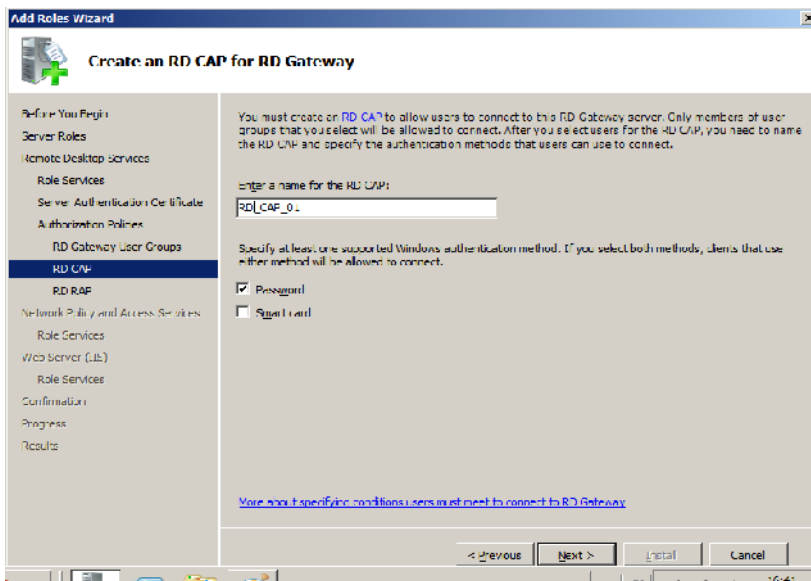 Add Roles Wizard
Create an RD CAP for RD Gateway
Before You Begin
Server Roles
Remote Desktop Services
Role Services
Server Authentication Certificate
Authorization Policies
RD Gateway User Groups
RD CAP
RD RAP
Network Policy and Access Services
Role Services
Web Server (IIS)
Role Services
Confirmation
Progress
Results
You must create an RD CAP to allow users to connect to this RD Gateway server. Only members of user
groups that you select will be allowed to connect. After you select users for the RD CAP, you need to name
the RD CAP and specify the authentication methods that users can use to connect.
Enter a name for the RD CAP:
RD_CAP_01
Specify at least one supported Windows authentication method. If you select both methods, clients that use
either method will be allowed to connect.
Password
Smart card
More about specifying conditions users must meet to connect to RD Gateway
< Previous
Next >
Install
Cancel
16:41